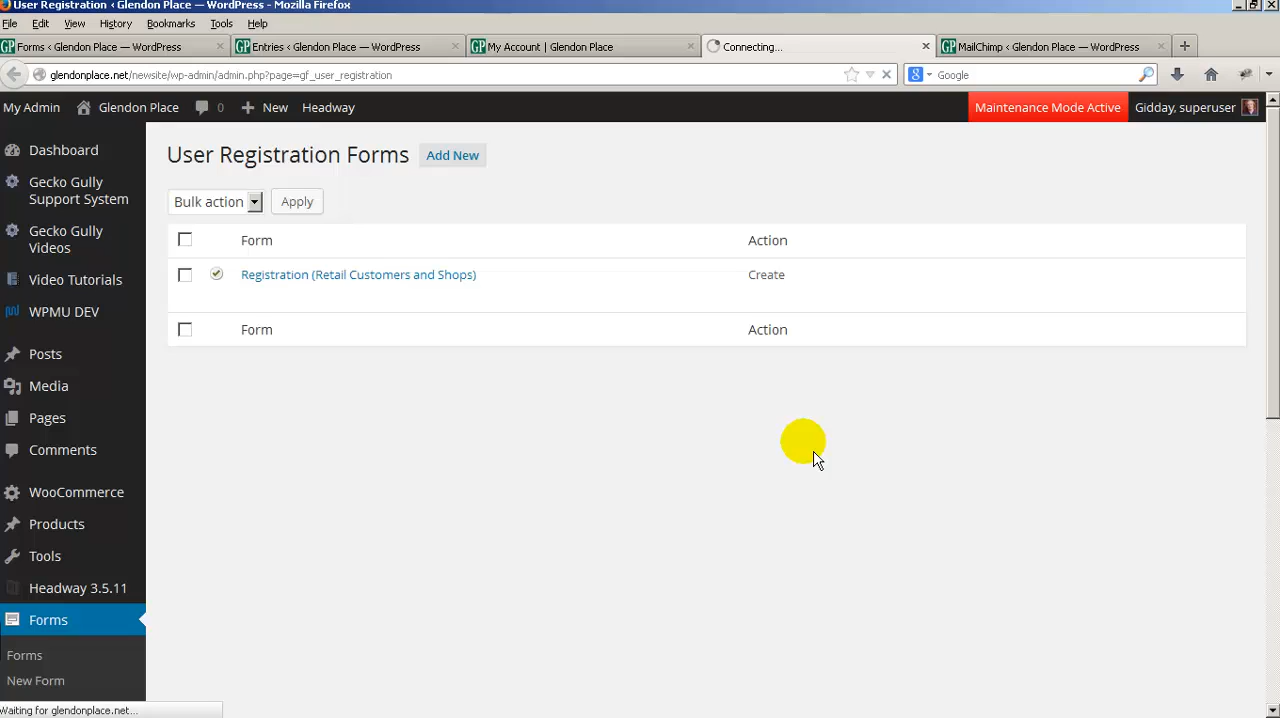 User Registration ‹ Glendon Place — WordPress - Mozilla Firefox
File Edit View History Bookmarks Tools Help
GP Forms ‹ Glendon Place — WordPress GP Entries ‹ Glendon Place — WordPress GP My Account | Glendon Place Connecting... GP MailChimp ‹ Glendon Place — WordPress
glendonplace.net/newsite/wp-admin/admin.php?page=gf_user_registration Google
My Admin Glendon Place 0 New Headway Maintenance Mode Active Gidday, superuser
Dashboard
Gecko Gully
Support System
Gecko Gully
Videos
Video Tutorials
WPMU DEV
Posts
Media
Pages
Comments
WooCommerce
Products
Tools
Headway 3.5.11
Forms
Forms
New Form
User Registration Forms Add New
Bulk action Apply
Form Action
Registration (Retail Customers and Shops) Create
Form Action
Waiting for glendonplace.net...